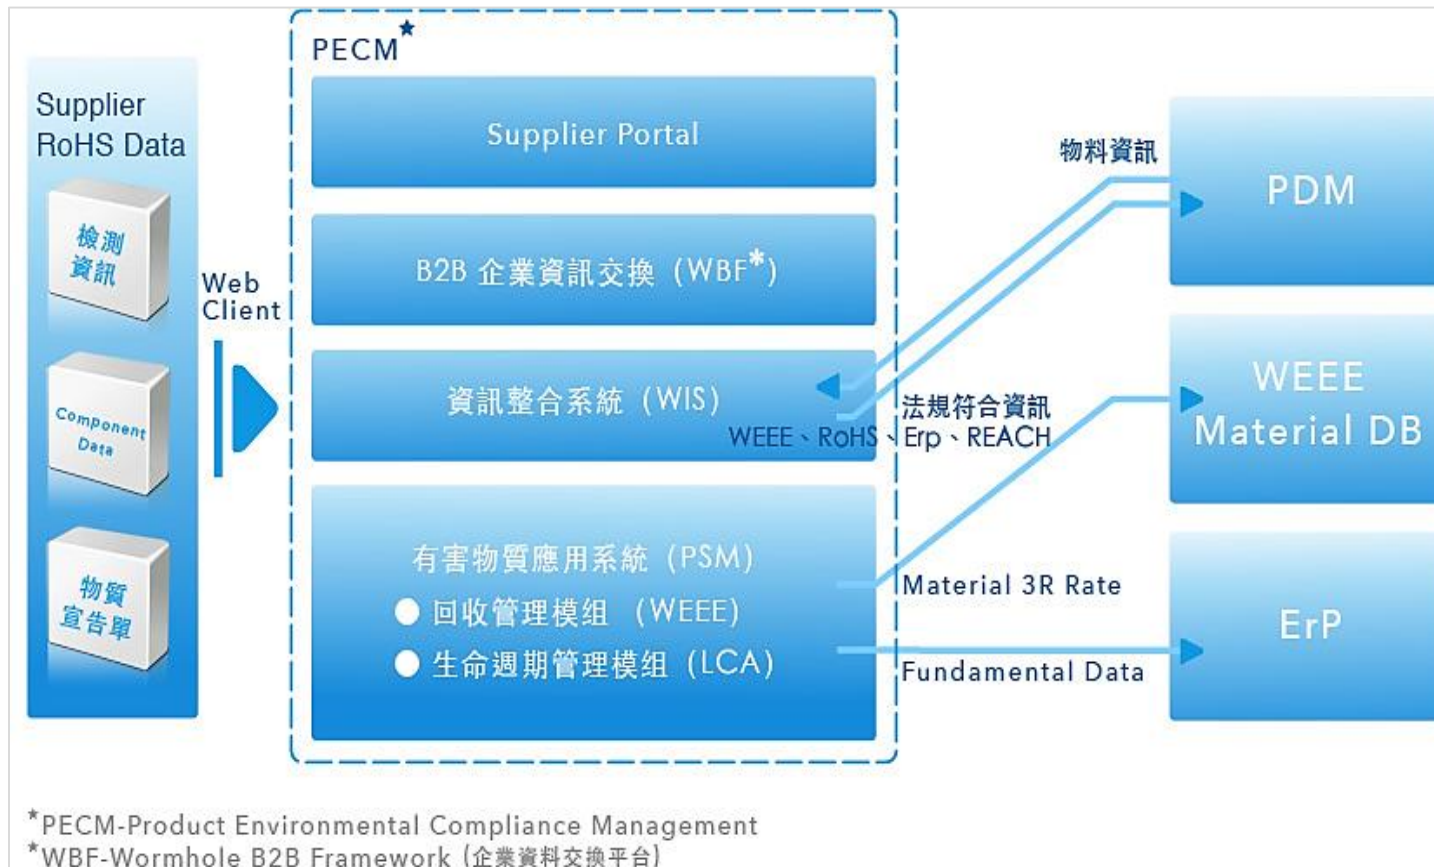 PECM★
Supplier
RoHS Data
檢測
資訊
Component
Data
物質
宣告單
Web
Client
Supplier Portal
B2B 企業資訊交換 (WBF*)
資訊整合系統 (WIS)
有害物質應用系統 (PSM)
● 回收管理模組 (WEEE)
● 生命週期管理模組 (LCA)
物料資訊
法規符合資訊
WEEE、RoHS、Erp、REACH
Material 3R Rate
Fundamental Data
PDM
WEEE
Material DB
ErP
★PECM-Product Environmental Compliance Management
*WBF-Wormhole B2B Framework (企業資料交換平台)